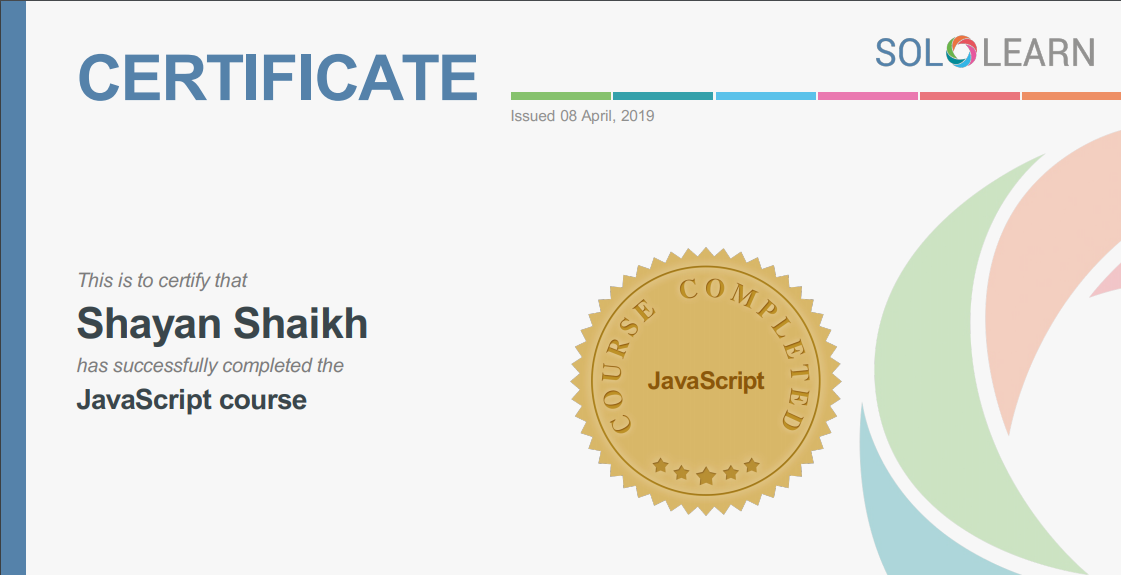 CERTIFICATE
SOLOLEARN
Issued 08 April, 2019
This is to certify that
Shayan Shaikh
has successfully completed the
JavaScript course
COURSE COMPLETED
JavaScript